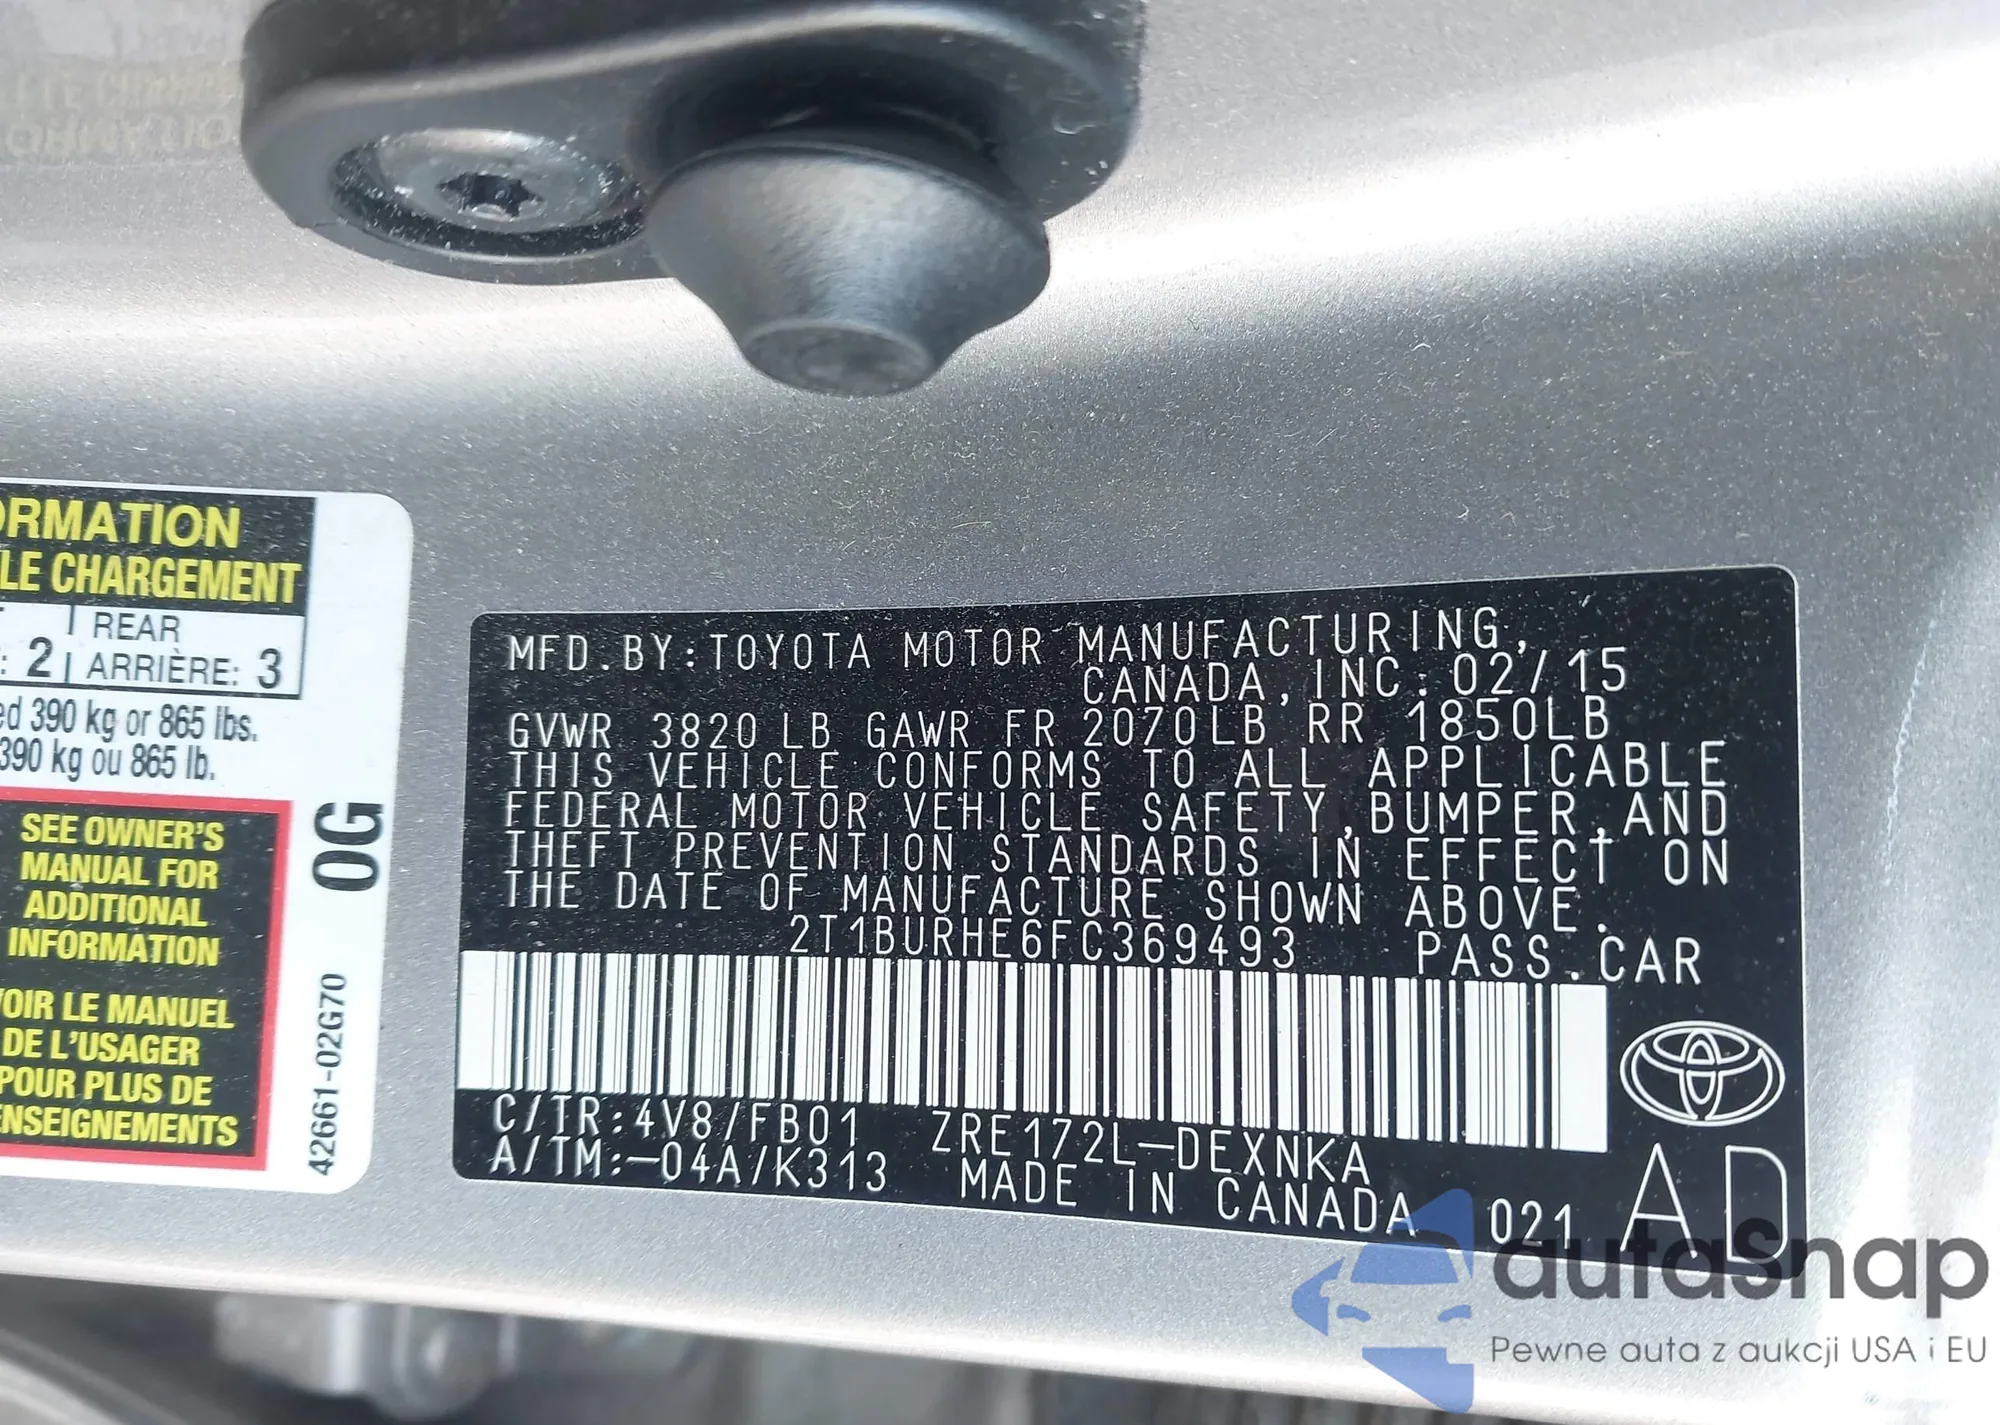 ORMATION
LE CHARGEMENT
REAR
: 2 ARRIÈRE: 3
ed 390 kg or 865 lbs.
390 kg ou 865 lb.
SEE OWNER'S
MANUAL FOR
ADDITIONAL
INFORMATION
VOIR LE MANUEL
DE L'USAGER
POUR PLUS DE
ENSEIGNEMENTS
0G
42661-02G70
MFD.BY:TOYOTA MOTOR MANUFACTURING,
CANADA,INC. 02/15
GVWR 3820LB GAWR FR 2070LB RR 1850LB
THIS VEHICLE CONFORMS TO ALL APPLICABLE
FEDERAL MOTOR VEHICLE SAFETY,BUMPER,AND
THEFT PREVENTION STANDARDS IN EFFECT ON
THE DATE OF MANUFACTURE SHOWN ABOVE.
2T1BURHE6FC369493 PASS.CAR
C/TR:4V8/FB01 ZRE172L-DEXNKA
A/TM:-04A/K313 MADE IN CANADA 021 AD
autasnap
Pewne auta z aukcji USA i EU